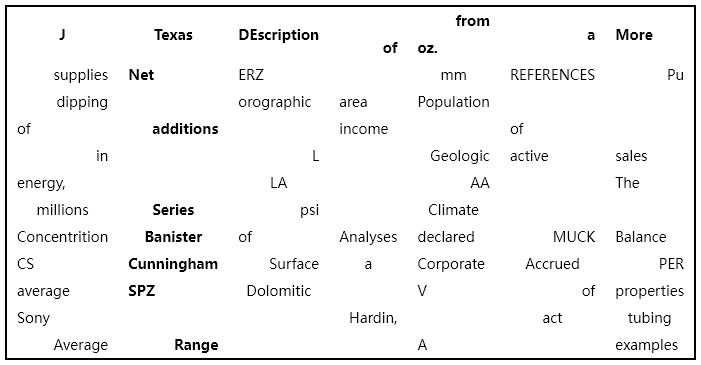 J Texas DEscription of from oz. a More
supplies Net ERZ mm REFERENCES Pu
dipping orographic area Population
of additions income of
in L Geologic active sales
energy, LA AA The
millions Series psi Climate
Concentrition Banister of Analyses declared MUCK Balance
CS Cunningham Surface a Corporate Accrued PER
average SPZ Dolomitic V of properties
Sony Hardin, act tubing
Average Range A examples